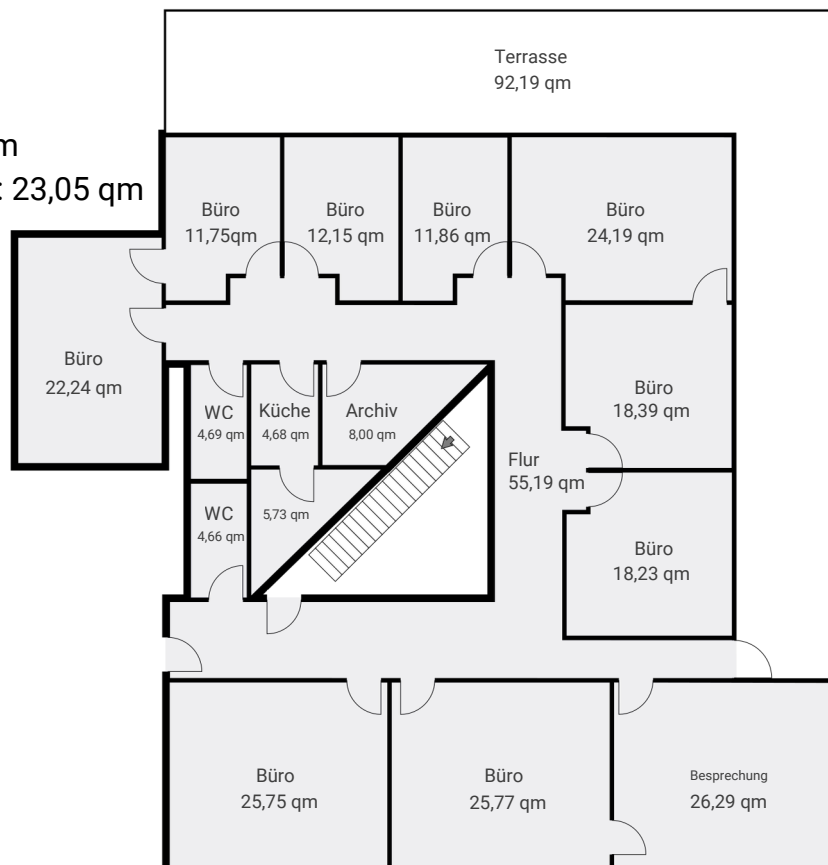 Terrasse
92,19 qm
m
: 23,05 qm
Büro
11,75qm
Büro
12,15 qm
Büro
11,86 qm
Büro
24,19 qm
Büro
22,24 qm
Büro
18,39 qm
WC
4,69 qm
Küche
4,68 qm
Archiv
8,00 qm
Flur
55,19 qm
WC
4,66 qm
5,73 qm
Büro
18,23 qm
Büro
25,75 qm
Büro
25,77 qm
Besprechung
26,29 qm